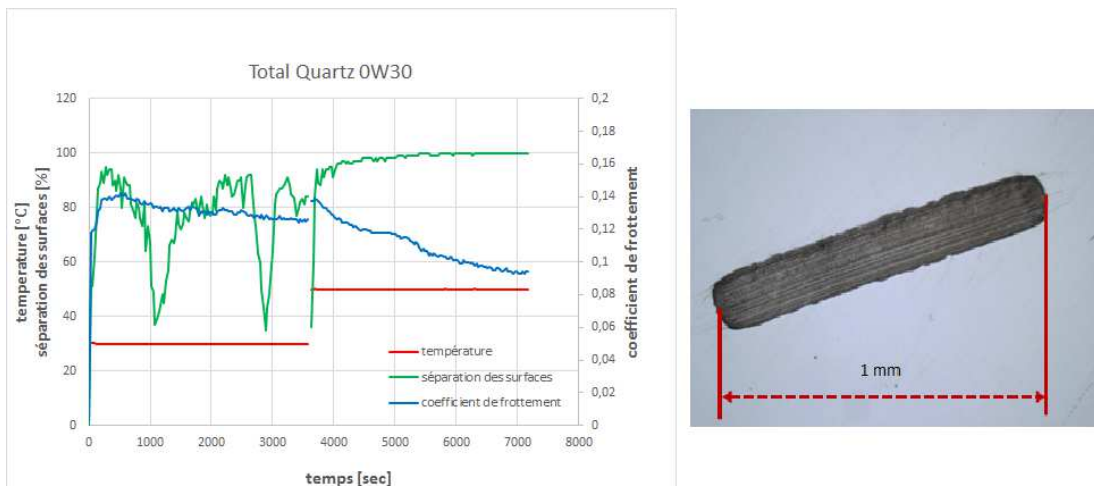 Total Quartz 0W30
120
100
80
60
40
20
0
temperature [°C]
séparation des surfaces [%]
0,2
0,18
0,16
0,14
0,12
0,1
0,08
0,06
0,04
0,02
0
coefficient de frottement
température
séparation des surfaces
coefficient de frottement
0 1000 2000 3000 4000 5000 6000 7000 8000
temps [sec]
1 mm